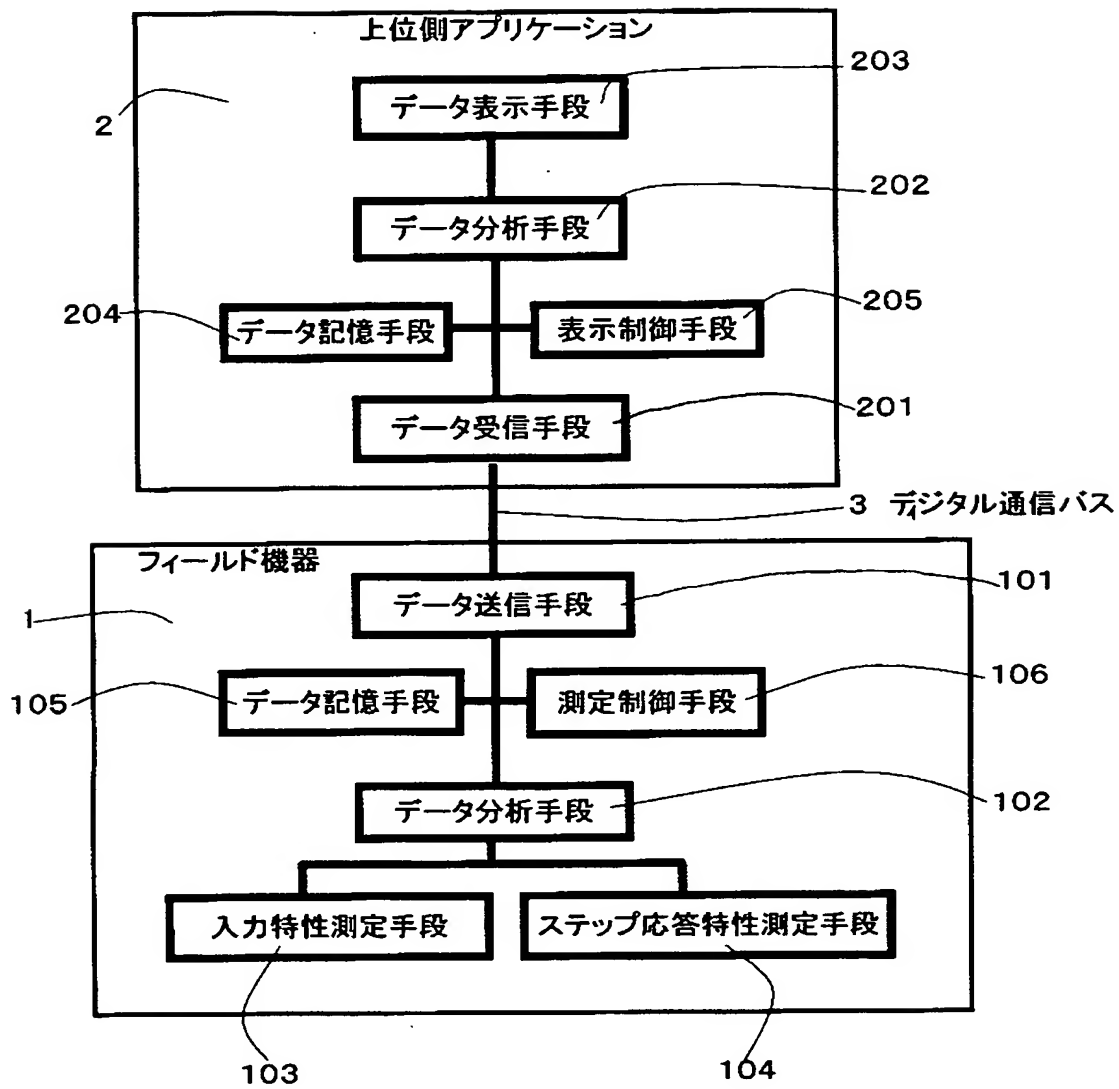 上位側アプリケーション
203
データ表示手段
2
202
データ分析手段
205
204
データ記憶手段
表示制御手段
201
データ受信手段
3 ディジタル通信バス
フィールド機器
101
データ送信手段
1
106
105
データ記憶手段
測定制御手段
102
データ分析手段
入力特性測定手段
ステップ応答特性測定手段
103
104